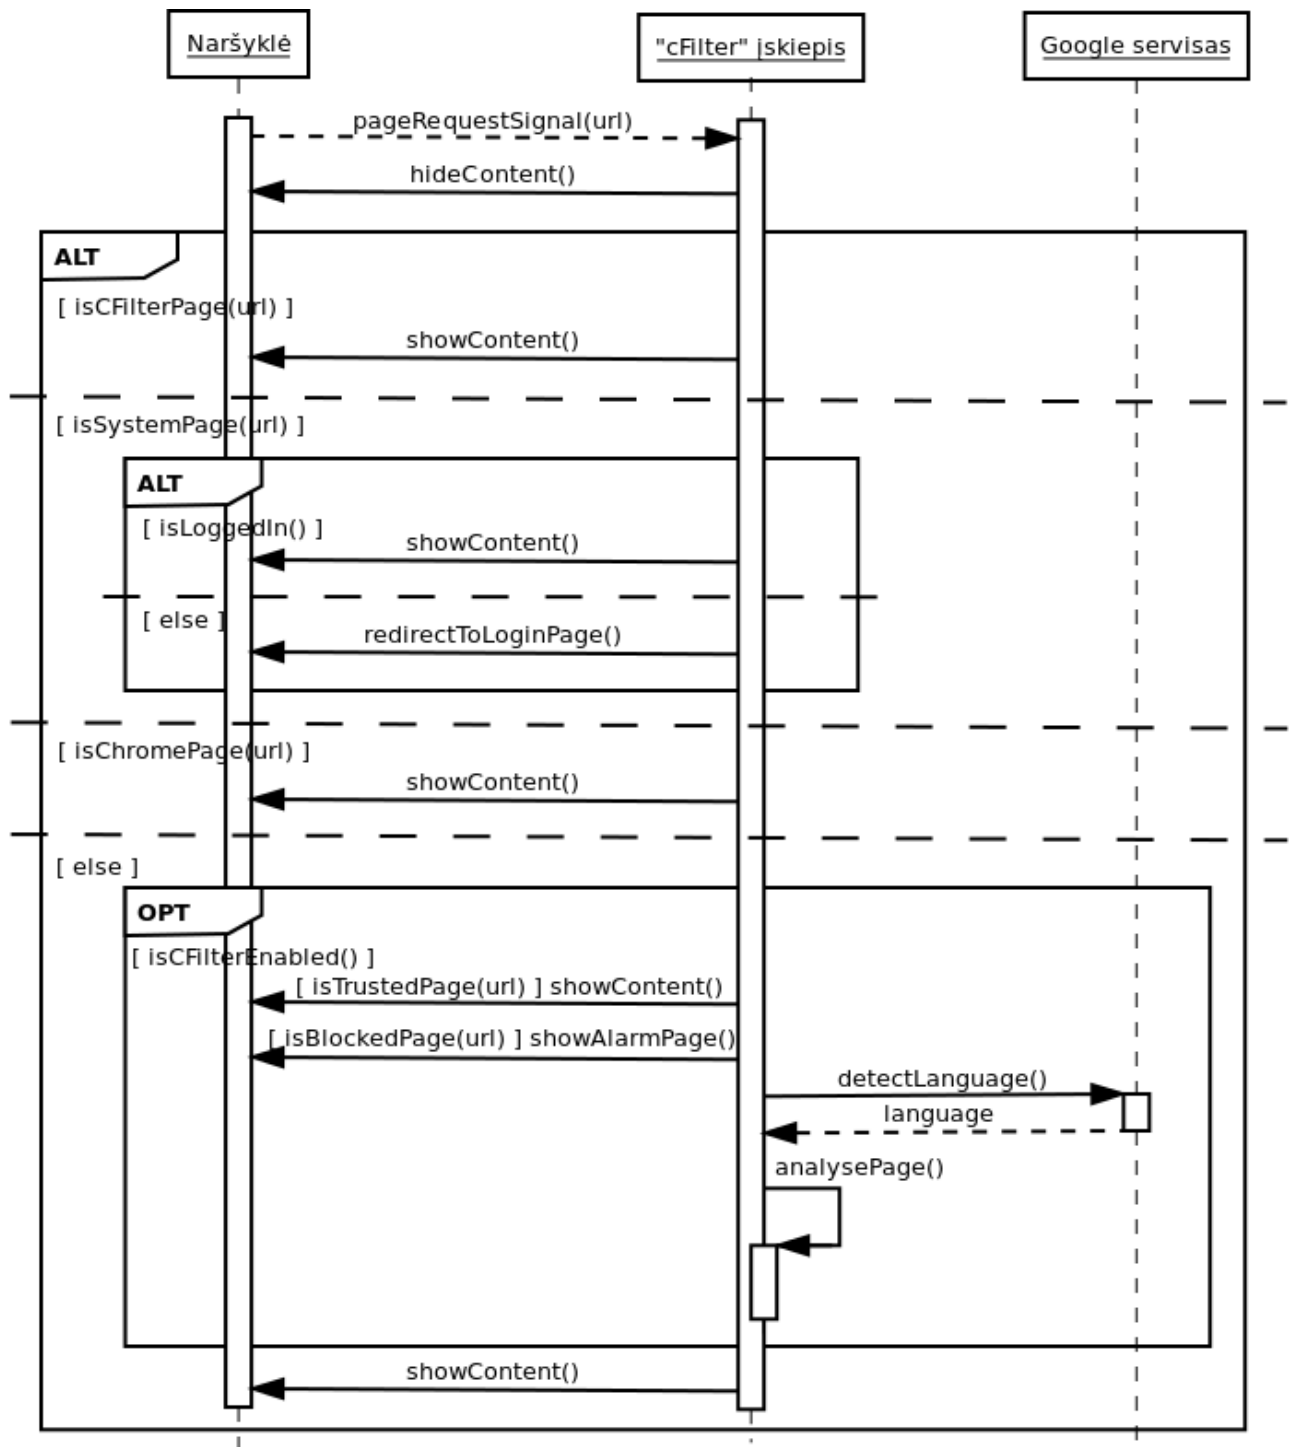 Naršyklė
"cFilter" įskiepis
Google servisas
pageRequestSignal(url)
hideContent()
ALT
[ isCFilterPage(url) ]
showContent()
[ isSystemPage(url) ]
ALT
[ isLoggedIn() ]
showContent()
[ else ]
redirectToLoginPage()
[ isChromePage(url) ]
showContent()
[ else ]
OPT
[ isCFilterEnabled() ]
[ isTrustedPage(url) ] showContent()
[ isBlockedPage(url) ] showAlarmPage()
detectLanguage()
language
analysePage()
showContent()